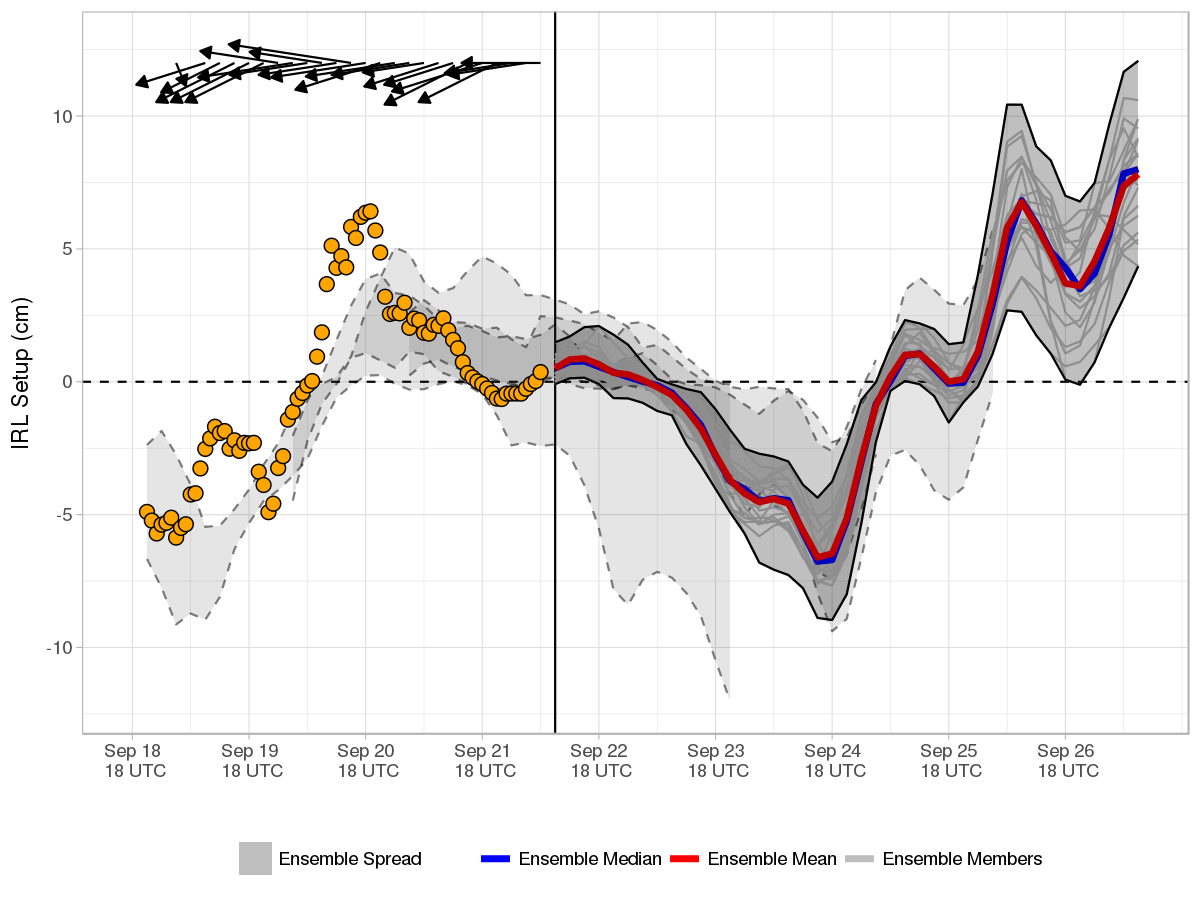 IRL Setup (cm)
10
5
0
-5
-10
Sep 18
18 UTC
Sep 19
18 UTC
Sep 20
18 UTC
Sep 21
18 UTC
Sep 22
18 UTC
Sep 23
18 UTC
Sep 24
18 UTC
Sep 25
18 UTC
Sep 26
18 UTC
Ensemble Spread
Ensemble Median
Ensemble Mean
Ensemble Members